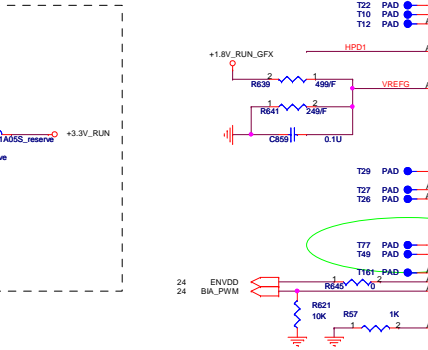 T22 PAD
T10 PAD
T12 PAD
HPD1
+1.8V_RUN_GFX
2 1
R639 499/F
VREFG
1 2
R641 249/F
+3.3V_RUN
1A05S_reserve
C859 0.1U
ve
T29 PAD
T27 PAD
T26 PAD
T77 PAD
T49 PAD
T161 PAD
24 ENVDD
1 2
R645 0
24 BIA_PWM
R621
10K
R57 1K
1 2